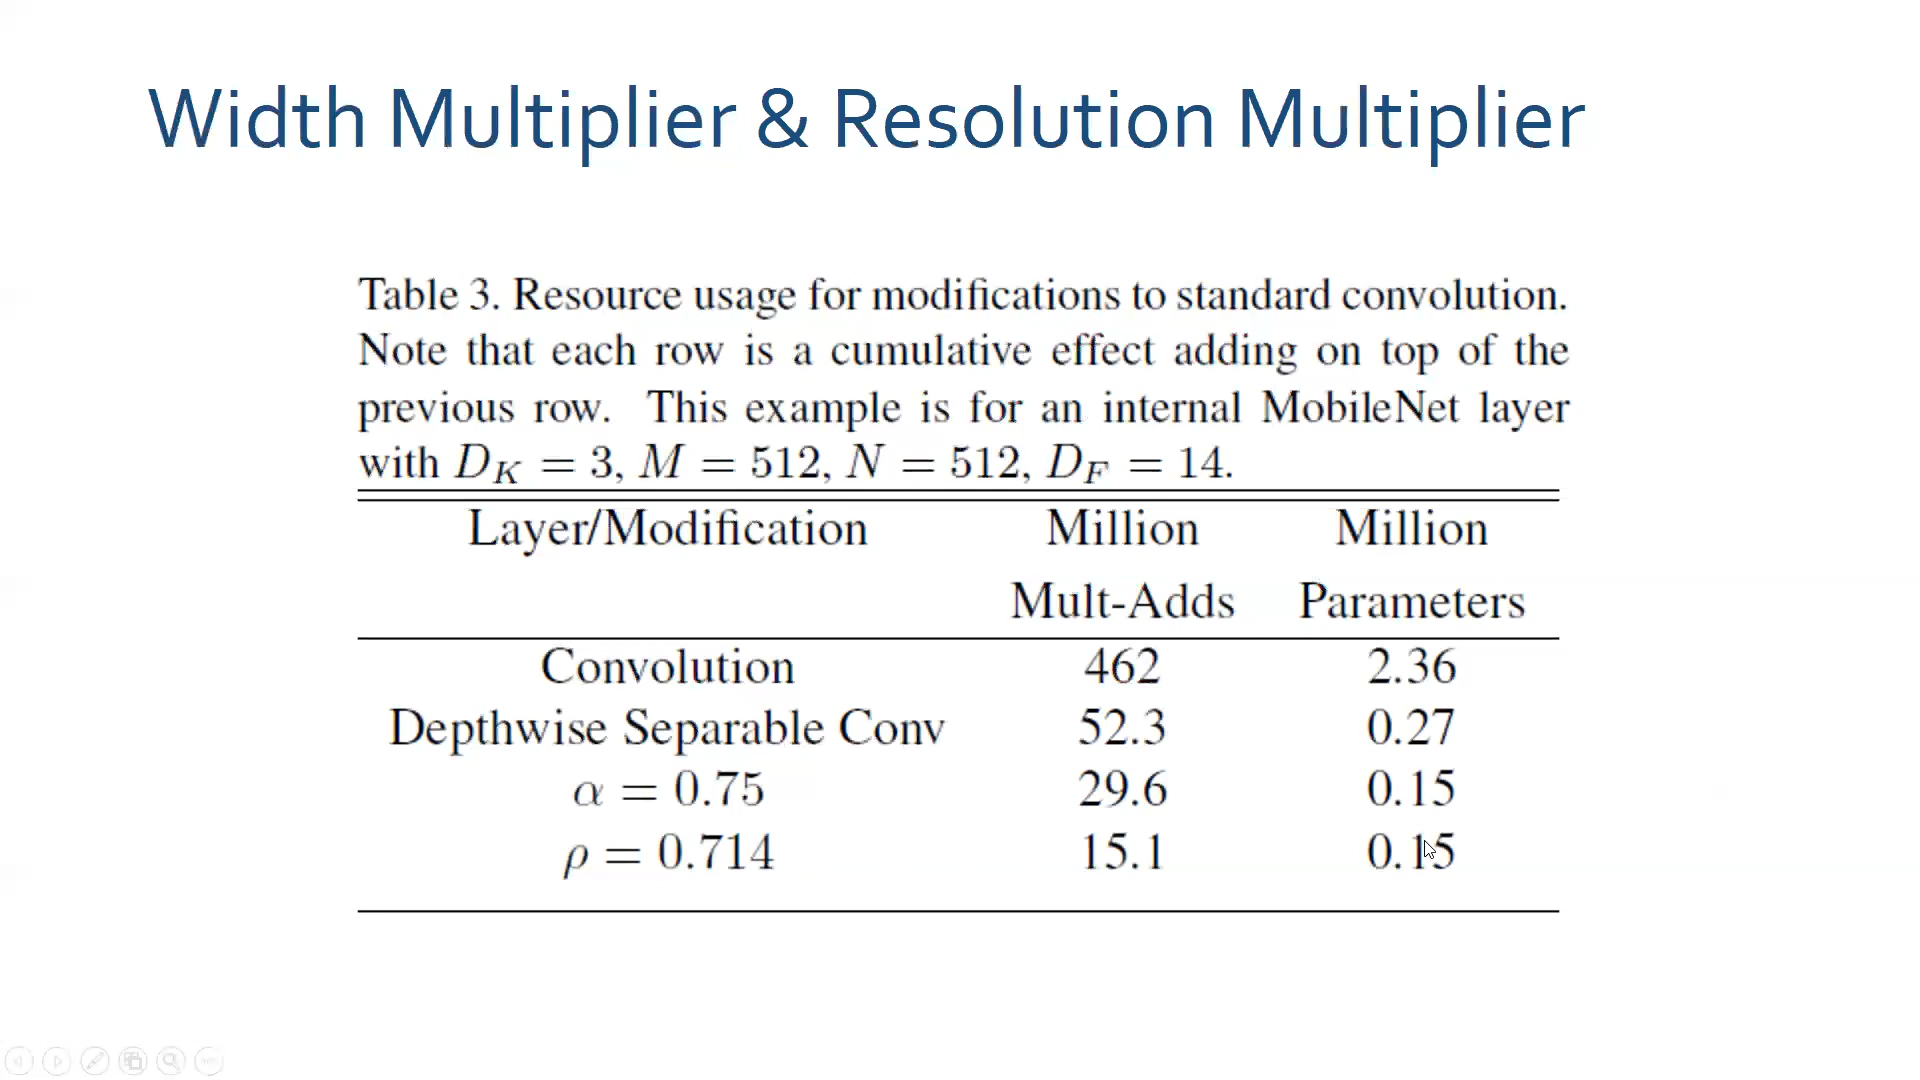 Width Multiplier & Resolution Multiplier
Table 3. Resource usage for modifications to standard convolution.
Note that each row is a cumulative effect adding on top of the
previous row. This example is for an internal MobileNet layer
with D_K = 3, M = 512, N = 512, D_F = 14.
Layer/Modification Million Million
Mult-Adds Parameters
Convolution 462 2.36
Depthwise Separable Conv 52.3 0.27
α = 0.75 29.6 0.15
ρ = 0.714 15.1 0.15